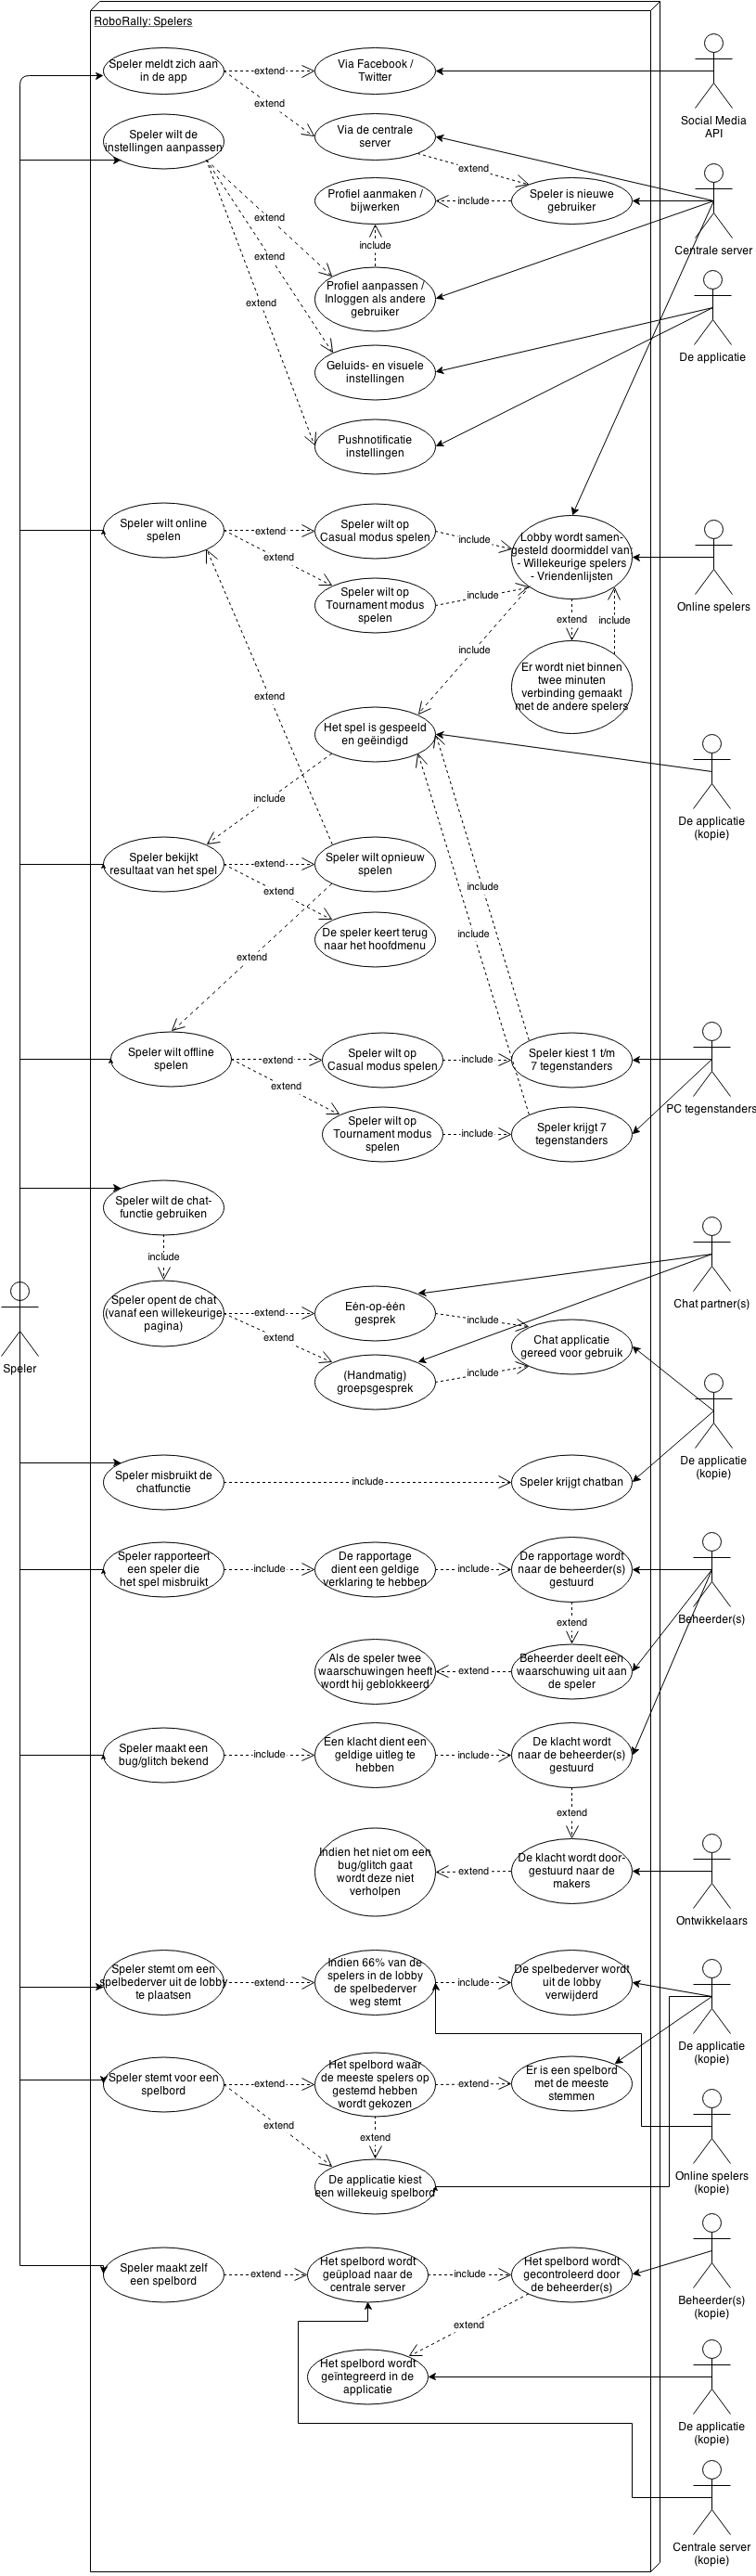 RoboRally: Spelers
Speler meldt zich aan
in de app
extend
Via Facebook /
Twitter
Social Media
API
extend
Via de centrale
server
Speler wilt de
instellingen aanpassen
extend
Profiel aanmaken /
bijwerken
include
Speler is nieuwe
gebruiker
Centrale server
extend
include
extend
Profiel aanpassen /
Inloggen als andere
gebruiker
extend
De applicatie
Geluids- en visuele
instellingen
Pushnotificatie
instellingen
Speler wilt online
spelen
extend
Speler wilt op
Casual modus spelen
include
Lobby wordt samen-
gesteld doormiddel van:
- Willekeurige spelers
- Vriendenlijsten
Online spelers
extend
Speler wilt op
Tournament modus
spelen
include
extend
include
include
Er wordt niet binnen
twee minuten
verbinding gemaakt
met de andere spelers
extend
Het spel is gespeeld
en geëindigd
De applicatie
(kopie)
include
Speler bekijkt
resultaat van het spel
extend
Speler wilt opnieuw
spelen
extend
include
De speler keert terug
naar het hoofdmenu
include
extend
Speler wilt offline
spelen
extend
Speler wilt op
Casual modus spelen
include
Speler kiest 1 t/m
7 tegenstanders
PC tegenstanders
extend
Speler wilt op
Tournament modus
spelen
include
Speler krijgt 7
tegenstanders
Speler wilt de chat-
functie gebruiken
include
Speler opent de chat
(vanaf een willekeurige
pagina)
extend
Eén-op-één
gesprek
include
Chat partner(s)
extend
(Handmatig)
groepsgesprek
include
Chat applicatie
gereed voor gebruik
Speler
De applicatie
(kopie)
Speler misbruikt de
chatfunctie
include
Speler krijgt chatban
Speler rapporteert
een speler die
het spel misbruikt
include
De rapportage
dient een geldige
verklaring te hebben
include
De rapportage wordt
naar de beheerder(s)
gestuurd
Beheerder(s)
extend
Als de speler twee
waarschuwingen heeft
wordt hij geblokkeerd
extend
Beheerder deelt een
waarschuwing uit aan
de speler
Speler maakt een
bug/glitch bekend
include
Een klacht dient een
geldige uitleg te
hebben
include
De klacht wordt
naar de beheerder(s)
gestuurd
extend
Indien het niet om een
bug/glitch gaat
wordt deze niet
verholpen
extend
De klacht wordt door-
gestuurd naar de
makers
Ontwikkelaars
Speler stemt om een
spelbederver uit de lobby
te plaatsen
extend
Indien 66% van de
spelers in de lobby
de spelbederver
weg stemt
include
De spelbederver wordt
uit de lobby
verwijderd
De applicatie
(kopie)
Speler stemt voor een
spelbord
extend
Het spelbord waar
de meeste spelers op
gestemd hebben
wordt gekozen
extend
Er is een spelbord
met de meeste
stemmen
extend
extend
De applicatie kiest
een willekeuig spelbord
Online spelers
(kopie)
Speler maakt zelf
een spelbord
extend
Het spelbord wordt
geüpload naar de
centrale server
include
Het spelbord wordt
gecontroleerd door
de beheerder(s)
Beheerder(s)
(kopie)
extend
Het spelbord wordt
geïntegreerd in de
applicatie
De applicatie
(kopie)
Centrale server
(kopie)